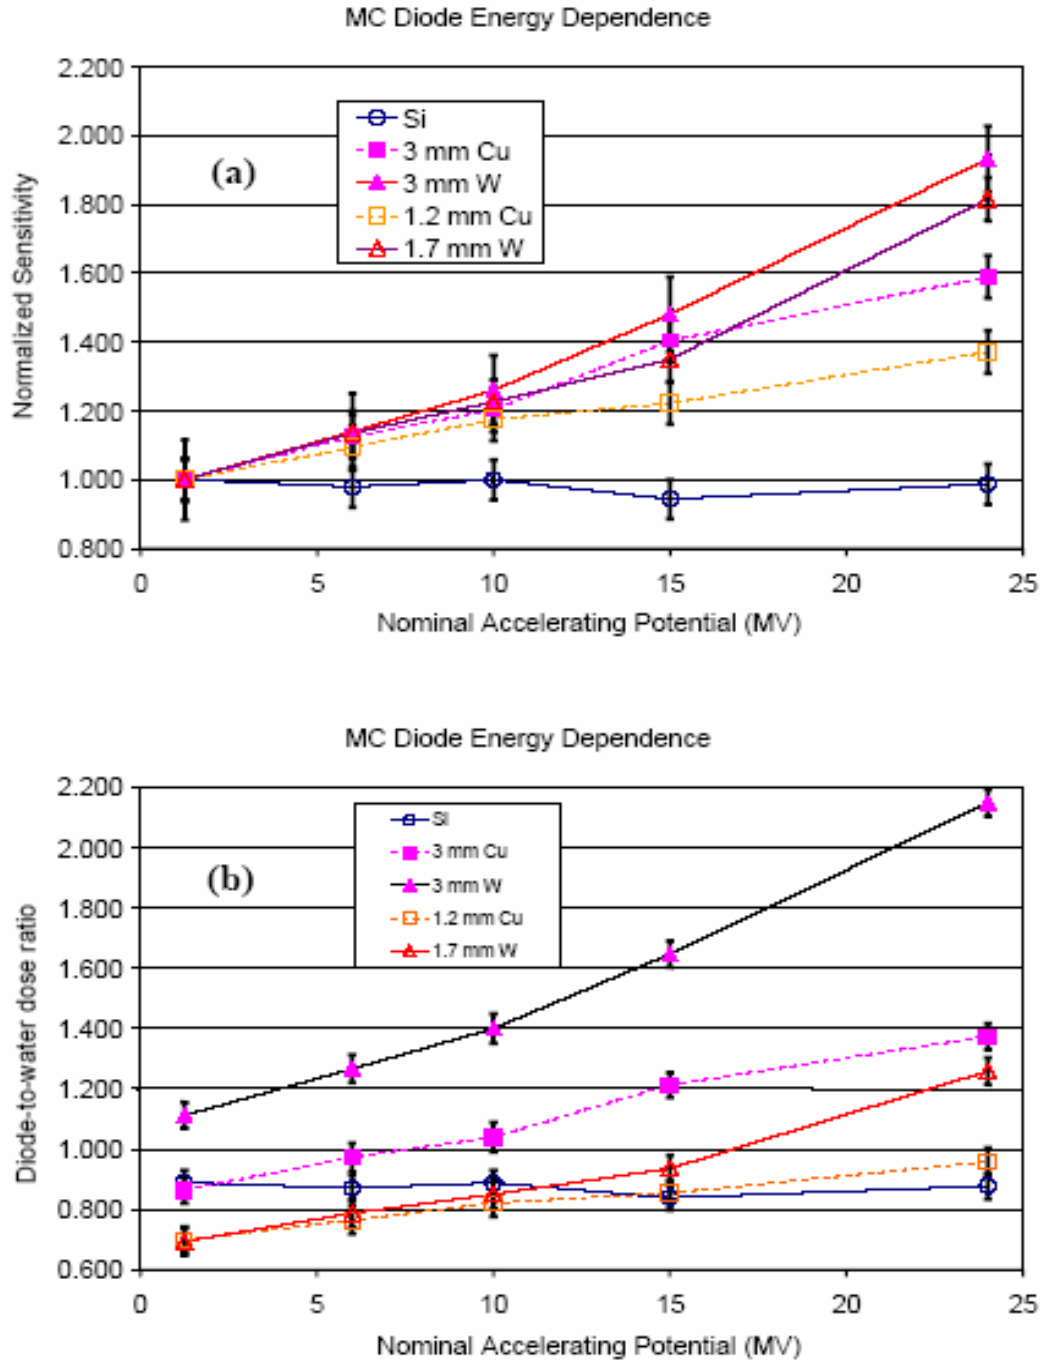 MC Diode Energy Dependence
2.200
2.000
1.800
1.600
1.400
1.200
1.000
0.800
Normalized Sensitivity
(a)
Si
3 mm Cu
3 mm W
1.2 mm Cu
1.7 mm W
0 5 10 15 20 25
Nominal Accelerating Potential (MV)
MC Diode Energy Dependence
2.200
2.000
1.800
1.600
1.400
1.200
1.000
0.800
0.600
Diode-to-water dose ratio
(b)
Si
3 mm Cu
3 mm W
1.2 mm Cu
1.7 mm W
0 5 10 15 20 25
Nominal Accelerating Potential (MV)